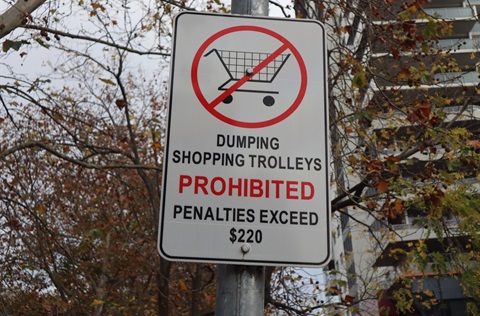 DUMPING
SHOPPING TROLLEYS
PROHIBITED
PENALTIES EXCEED
$220